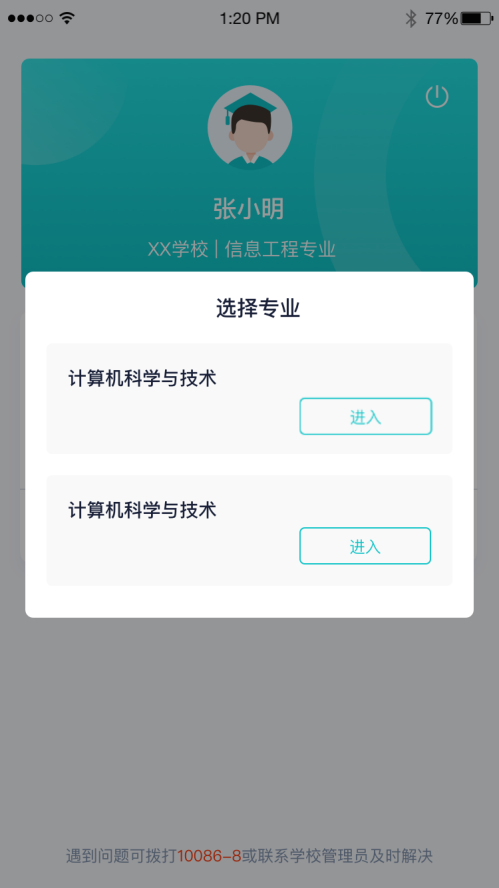 1:20 PM
77%
张小明
XX学校 | 信息工程专业
选择专业
计算机科学与技术
进入
计算机科学与技术
进入
遇到问题可拨打10086-8或联系学校管理员及时解决